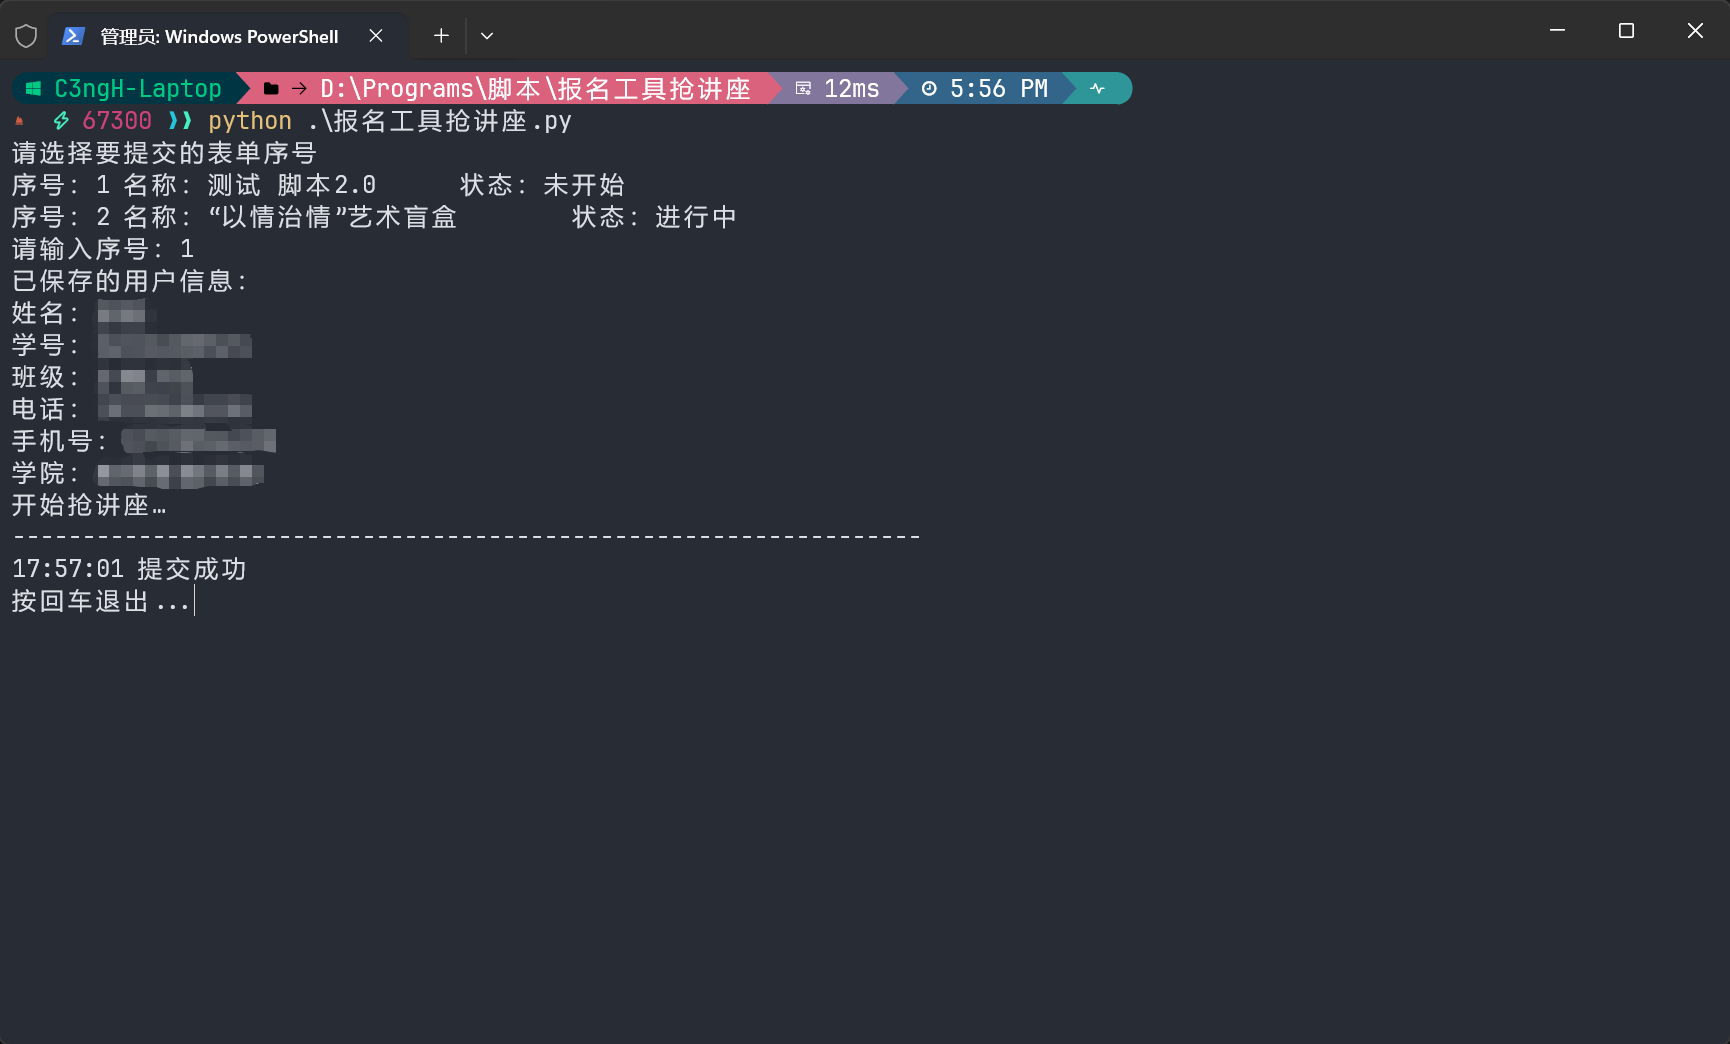 管理员: Windows PowerShell
C3ngH-Laptop → D:\Programs\脚本\报名工具抢讲座 12ms 5:56 PM
67300 python .\报名工具抢讲座.py
请选择要提交的表单序号
序号: 1 名称: 测试 脚本2.0 状态: 未开始
序号: 2 名称: “以情治情”艺术盲盒 状态: 进行中
请输入序号: 1
已保存的用户信息:
姓名:
学号:
班级:
电话:
手机号:
学院:
开始抢讲座…
-----------------------------------------------------------------
17:57:01 提交成功
按回车退出...